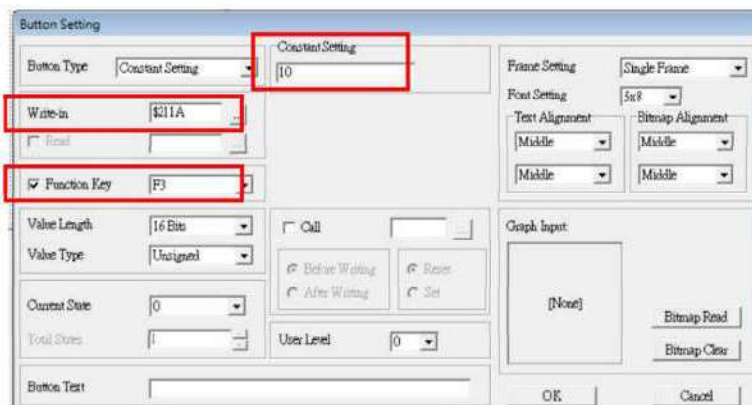 Button Setting
Button Type
Constant Setting
Write-in
$211A
...
Read
...
Function Key
F3
Value Length
16 Bits
Value Type
Unsigned
Current State
0
Total States
1
Button Text
Constant Setting
10
Call
...
Before Writing
After Writing
Reset
Set
User Level
0
Frame Setting
Single Frame
Font Setting
5x8
Text Alignment
Middle
Middle
Bitmap Alignment
Middle
Middle
Graph Input:
[None]
Bitmap Read
Bitmap Clear
OK
Cancel